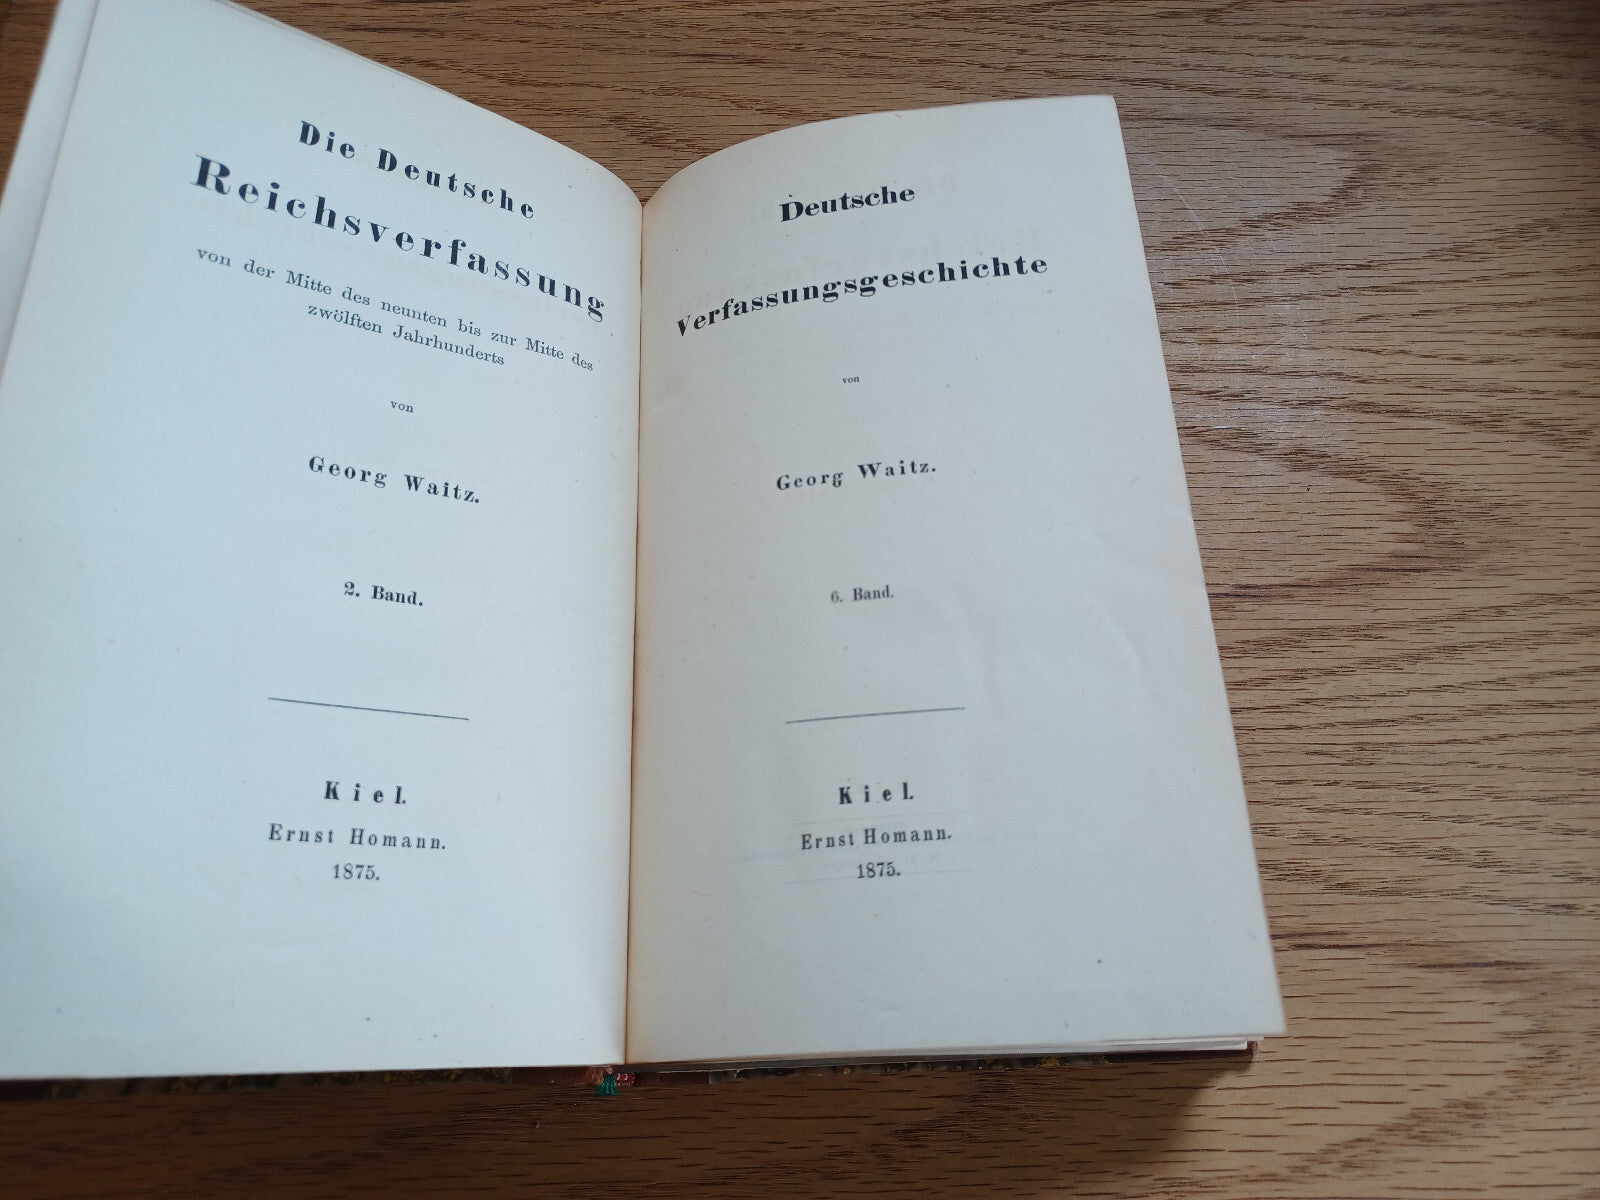 Die Deutsche
Reichsverfassung
von der Mitte des neunten bis zur Mitte des
zwölften Jahrhunderts
von
Georg Waitz.
2. Band.
Kiel.
Ernst Homann.
1875.
Deutsche
Verfassungsgeschichte
von
Georg Waitz.
6. Band.
Kiel.
Ernst Homann.
1875.